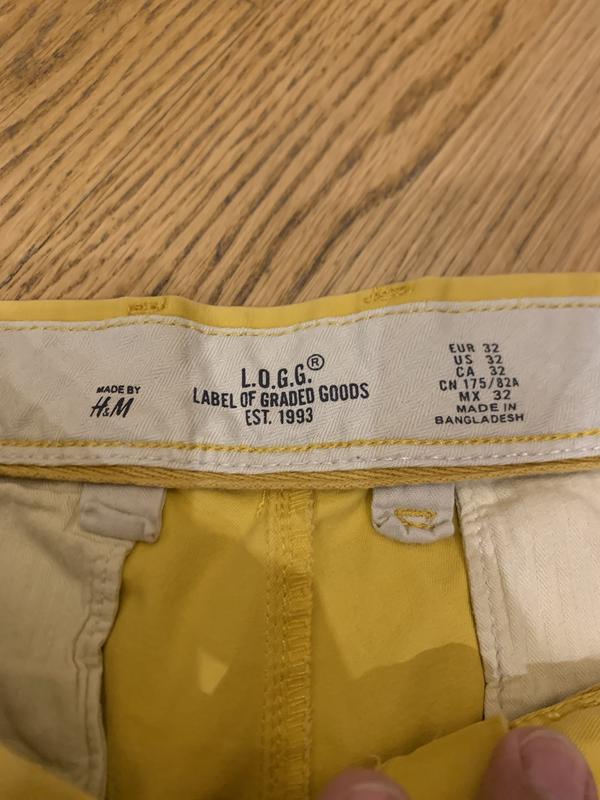 MADE BY
H&M
L.O.G.G.®
LABEL OF GRADED GOODS
EST. 1993
EUR 32
US 32
CA 32
CN 175/82A
MX 32
MADE IN
BANGLADESH